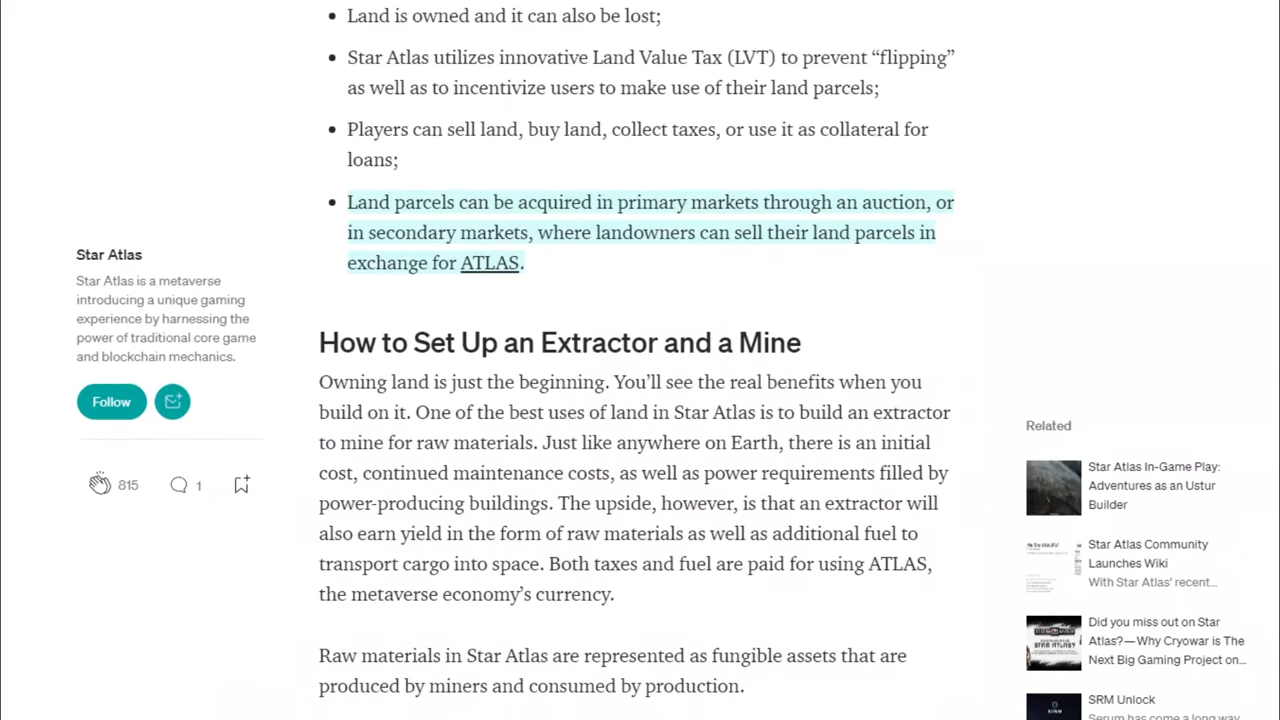 Land is owned and it can also be lost;
Star Atlas utilizes innovative Land Value Tax (LVT) to prevent “flipping”
as well as to incentivize users to make use of their land parcels;
Players can sell land, buy land, collect taxes, or use it as collateral for
loans;
Land parcels can be acquired in primary markets through an auction, or
in secondary markets, where landowners can sell their land parcels in
exchange for ATLAS.
Star Atlas
Star Atlas is a metaverse
introducing a unique gaming
experience by harnessing the
power of traditional core game
and blockchain mechanics.
Follow
815
1
How to Set Up an Extractor and a Mine
Owning land is just the beginning. You’ll see the real benefits when you
build on it. One of the best uses of land in Star Atlas is to build an extractor
to mine for raw materials. Just like anywhere on Earth, there is an initial
cost, continued maintenance costs, as well as power requirements filled by
power-producing buildings. The upside, however, is that an extractor will
also earn yield in the form of raw materials as well as additional fuel to
transport cargo into space. Both taxes and fuel are paid for using ATLAS,
the metaverse economy’s currency.
Raw materials in Star Atlas are represented as fungible assets that are
produced by miners and consumed by production.
Related
Star Atlas In-Game Play:
Adventures as an Ustur
Builder
Star Atlas Community
Launches Wiki
With Star Atlas’ recent...
Did you miss out on Star
Atlas? — Why Cryowar is The
Next Big Gaming Project on...
STAR ATLAS?
SRM Unlock
Serum has come a long way